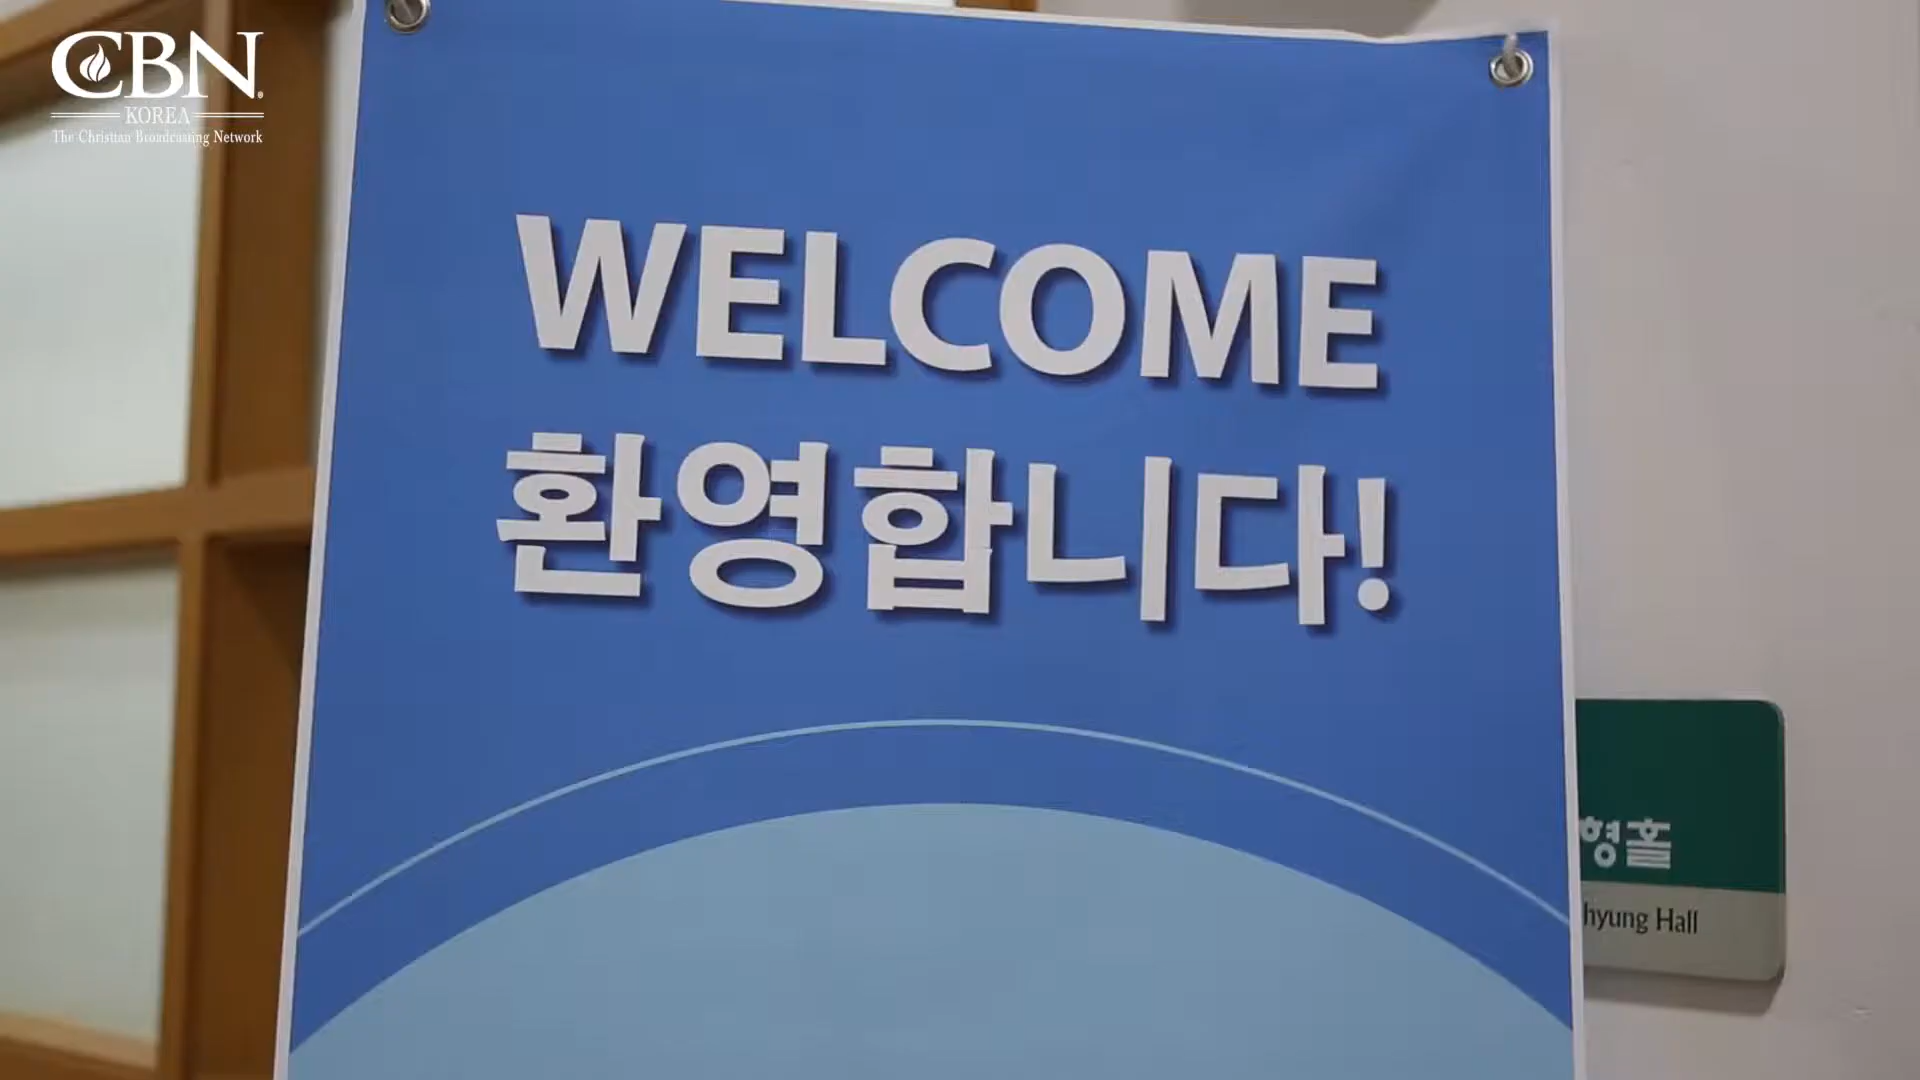 CBN
KOREA
The Christian Broadcasting Network
WELCOME
환영합니다!
형홀
hyung Hall